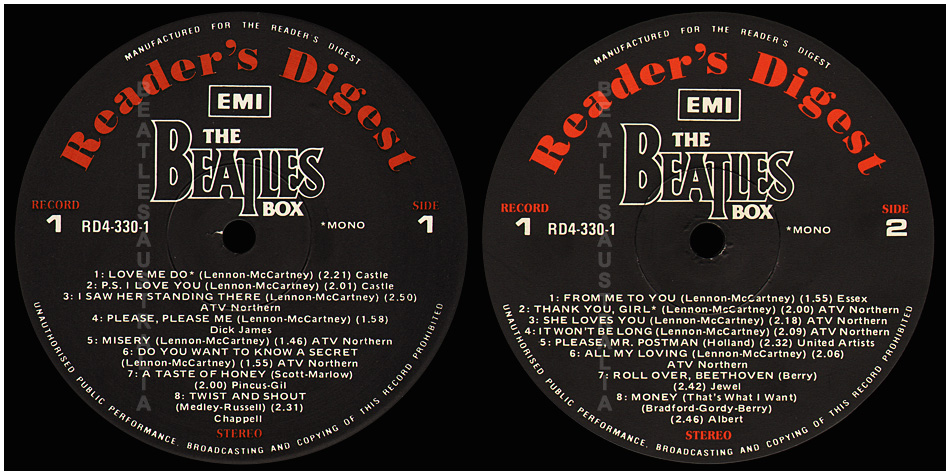 MANUFACTURED FOR THE READER'S DIGEST
Reader's Digest
EMI
THE
BEATLES
BOX
RECORD
1
RD4-330-1
*MONO
SIDE
1
1: LOVE ME DO* (Lennon-McCartney) (2.21) Castle
2: P.S. I LOVE YOU (Lennon-McCartney) (2.01) Castle
3: I SAW HER STANDING THERE (Lennon-McCartney) (2.50)
ATV Northern
4: PLEASE, PLEASE ME (Lennon-McCartney) (1.58)
Dick James
5: MISERY (Lennon-McCartney) (1.46) ATV Northern
6: DO YOU WANT TO KNOW A SECRET
(Lennon-McCartney) (1.55) ATV Northern
7: A TASTE OF HONEY (Scott-Marlow)
(2.00) Pincus-Gil
8: TWIST AND SHOUT
(Medley-Russell) (2.31)
Chappell
STEREO
UNAUTHORISED PUBLIC PERFORMANCE, BROADCASTING AND COPYING OF THIS RECORD PROHIBITED
BEATLESAUSTRALIA
MANUFACTURED FOR THE READER'S DIGEST
Reader's Digest
EMI
THE
BEATLES
BOX
RECORD
1
RD4-330-1
*MONO
SIDE
2
1: FROM ME TO YOU (Lennon-McCartney) (1.55) Essex
2: THANK YOU, GIRL* (Lennon-McCartney) (2.00) ATV Northern
3: SHE LOVES YOU (Lennon-McCartney) (2.18) ATV Northern
4: IT WON'T BE LONG (Lennon-McCartney) (2.09) ATV Northern
5: PLEASE, MR. POSTMAN (Holland) (2.32) United Artists
6: ALL MY LOVING (Lennon-McCartney) (2.06)
ATV Northern
7: ROLL OVER, BEETHOVEN (Berry)
(2.42) Jewel
8: MONEY (That's What I Want)
(Bradford-Gordy-Berry)
(2.46) Albert
STEREO
UNAUTHORISED PUBLIC PERFORMANCE, BROADCASTING AND COPYING OF THIS RECORD PROHIBITED
BEATLESAUSTRALIA